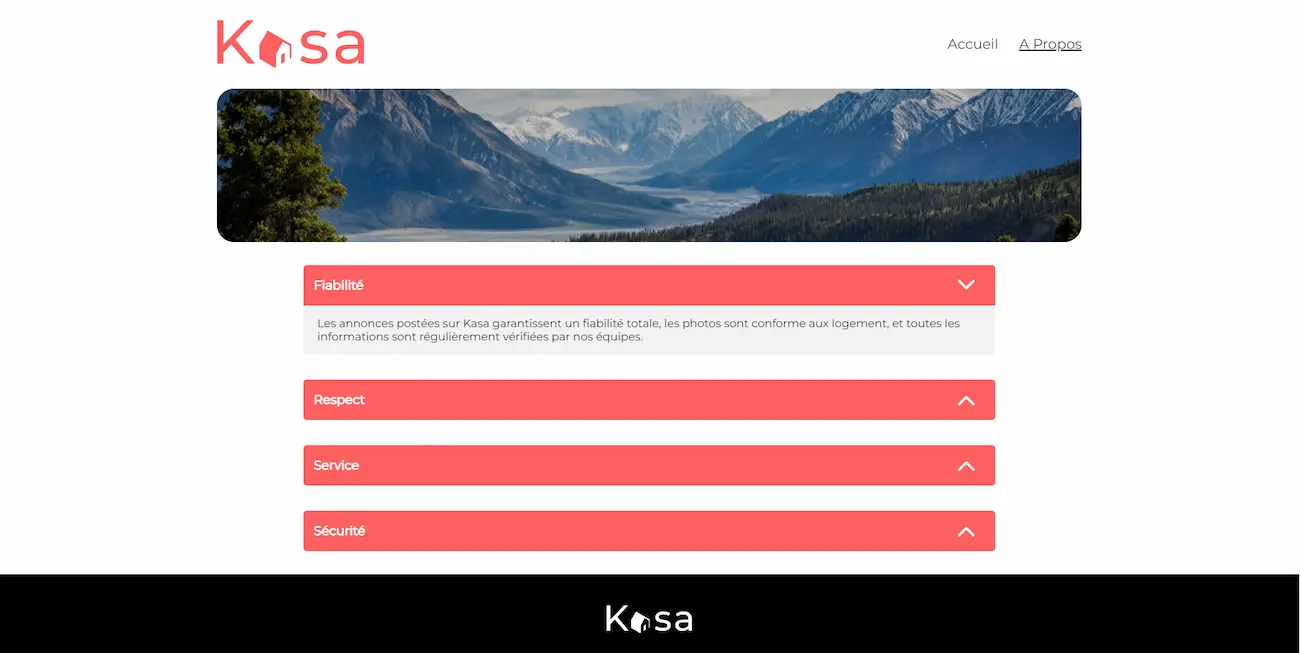 Kasa
Accueil A Propos
Fiabilité
Les annonces postées sur Kasa garantissent un fiabilité totale, les photos sont conforme aux logement, et toutes les
informations sont régulièrement vérifiées par nos équipes.
Respect
Service
Sécurité
Kasa